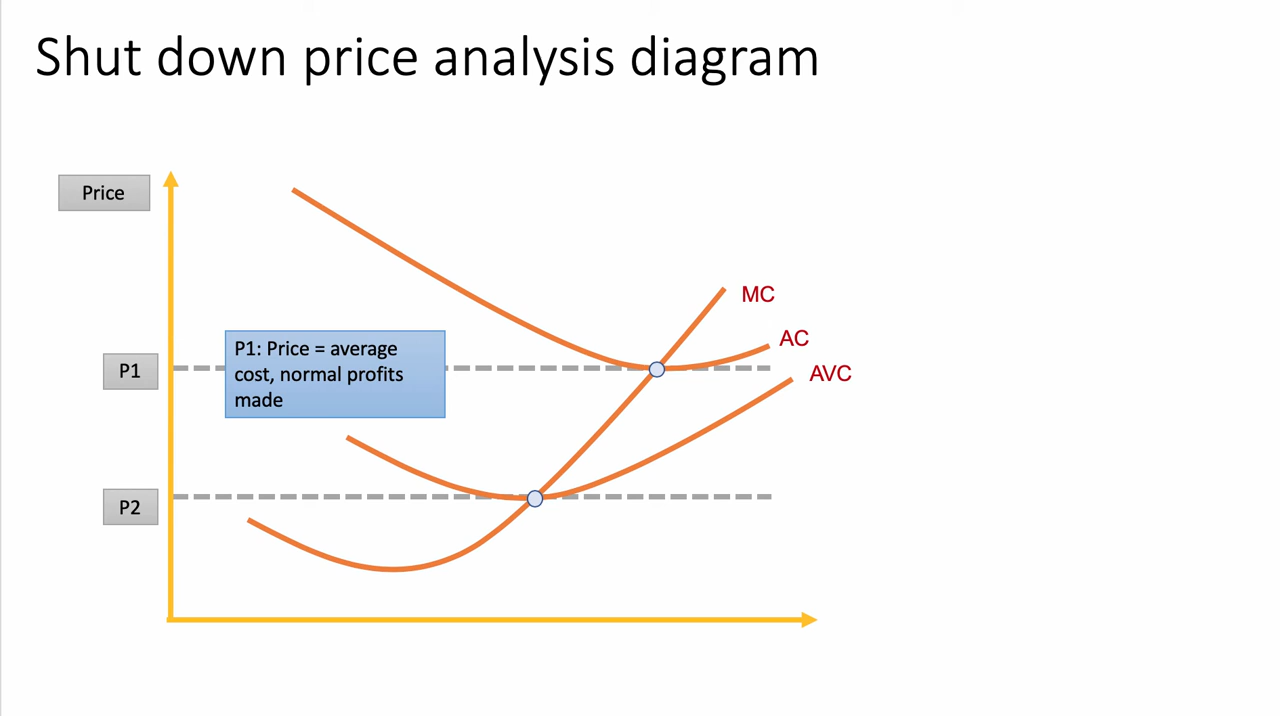 Shut down price analysis diagram
Price
MC
AC
P1: Price = average
cost, normal profits
made
P1
AVC
P2